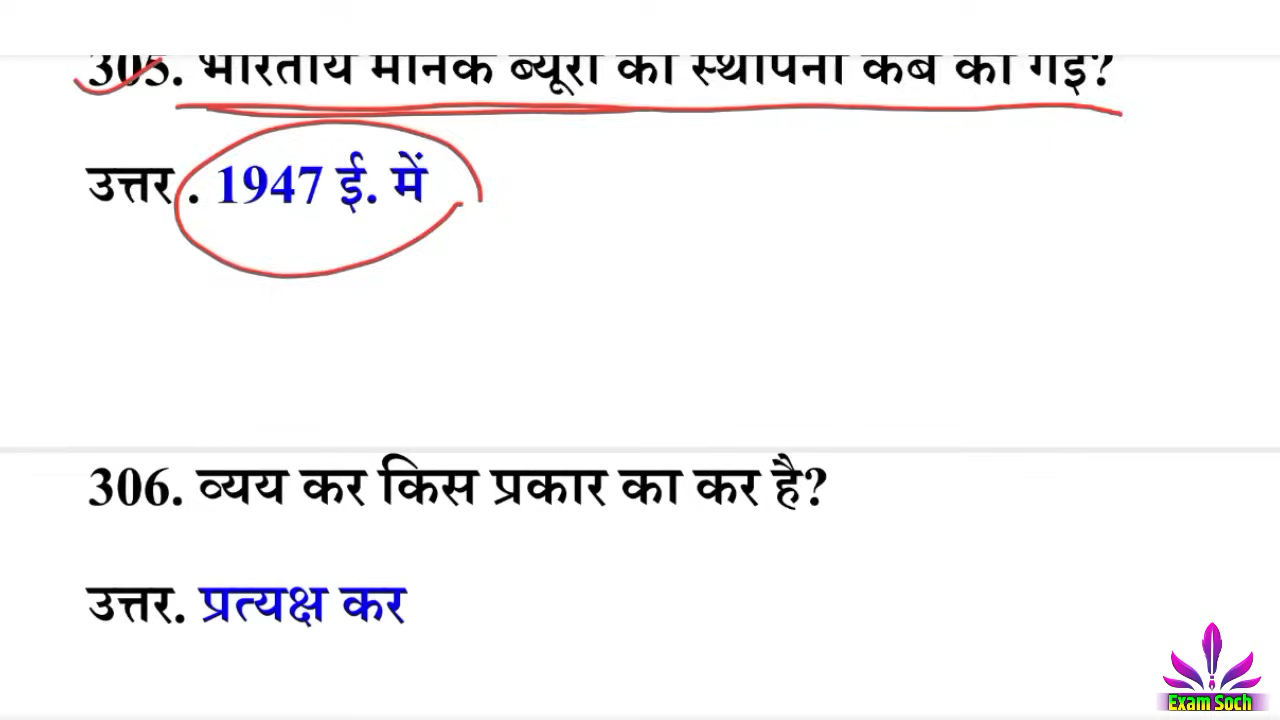 305. भारतीय मानक ब्यूरो की स्थापना कब की गई?
उत्तर . 1947 ई. में
306. व्यय कर किस प्रकार का कर है?
उत्तर. प्रत्यक्ष कर
Exam Soch